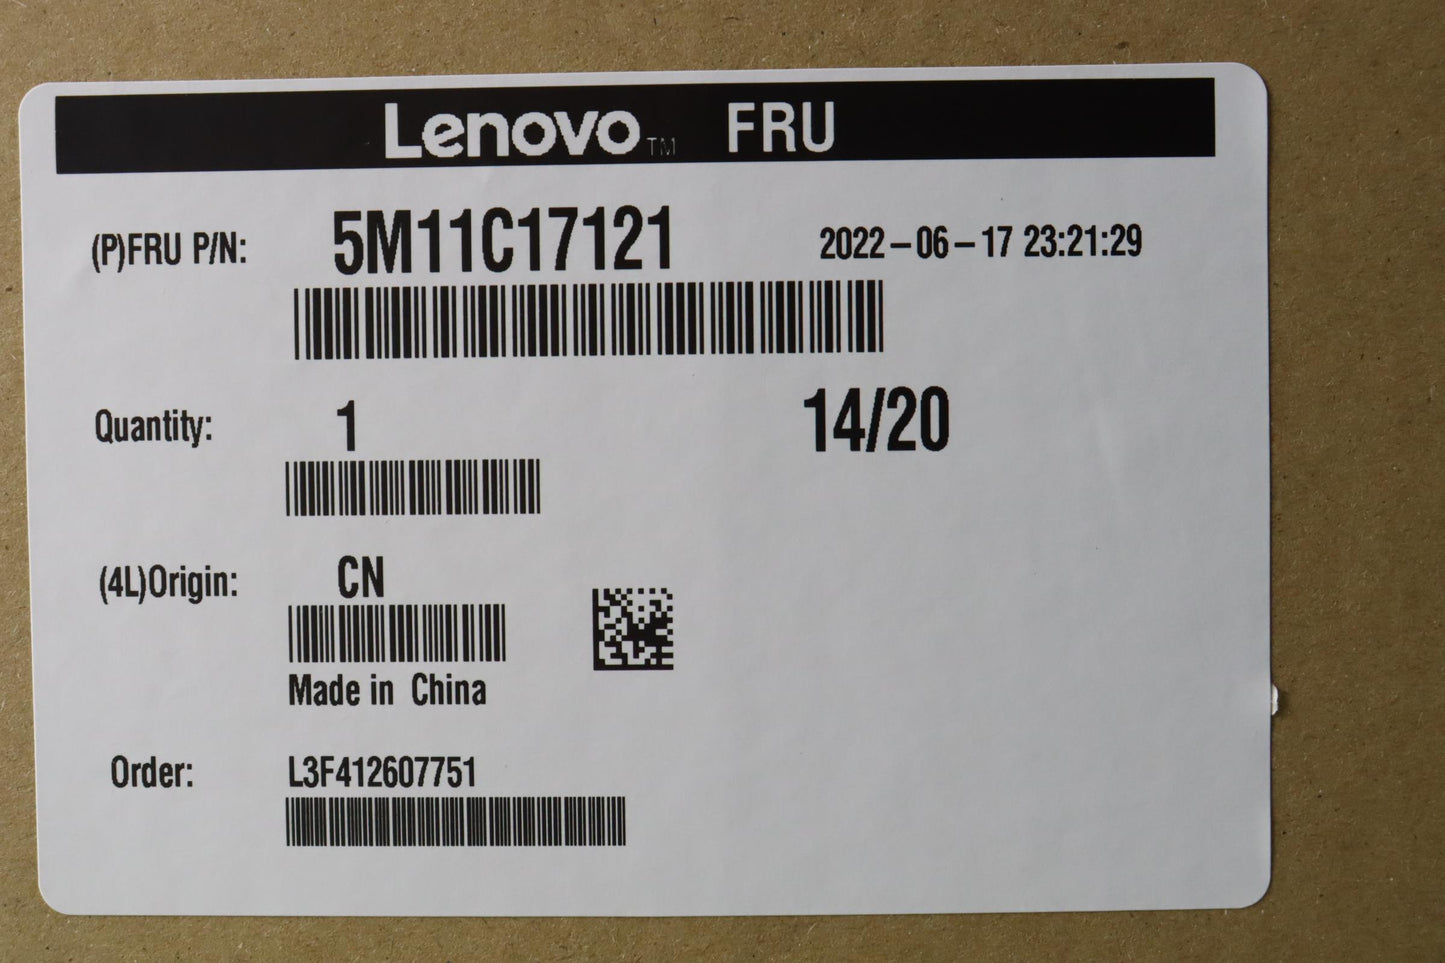 Lenovo™ FRU
(P)FRU P/N: 5M11C17121 2022-06-17 23:21:29
Quantity: 1 14/20
(4L)Origin: CN
Made in China
Order: L3F412607751